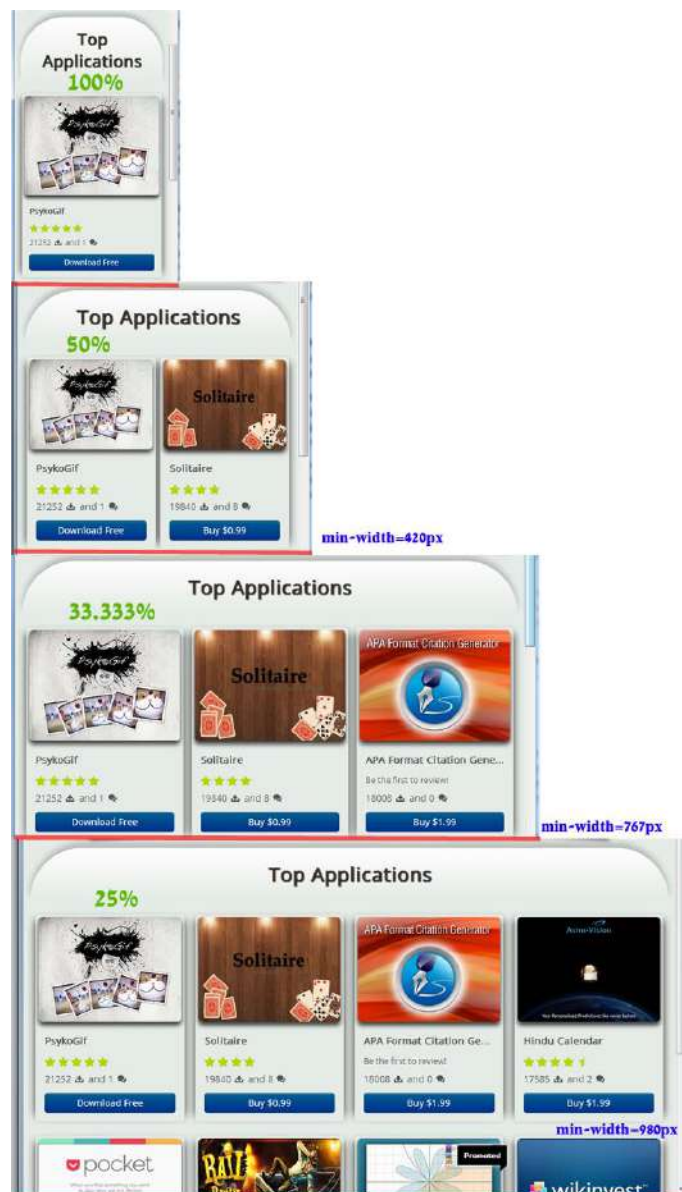 Top
Applications
100%
PsykoGif
PsykoGif
21252 and 1
Download Free
Top Applications
50%
PsykoGif
Solitaire
PsykoGif
Solitaire
21252 and 1
19840 and 8
Download Free
Buy $0.99
min-width=420px
Top Applications
33.333%
PsykoGif
Solitaire
APA Format Citation Generator
PsykoGif
Solitaire
APA Format Citation Gene...
Be the first to review!
21252 and 1
19840 and 8
18008 and 0
Download Free
Buy $0.99
Buy $1.99
min-width=767px
Top Applications
25%
PsykoGif
Solitaire
APA Format Citation Generator
Astro-Vision
PsykoGif
Solitaire
APA Format Citation Ge...
Hindu Calendar
Be the first to review!
21252 and 1
19840 and 8
18008 and 0
17585 and 2
Download Free
Buy $0.99
Buy $1.99
Buy $1.99
min-width=980px
pocket
Promoted
wikinvest